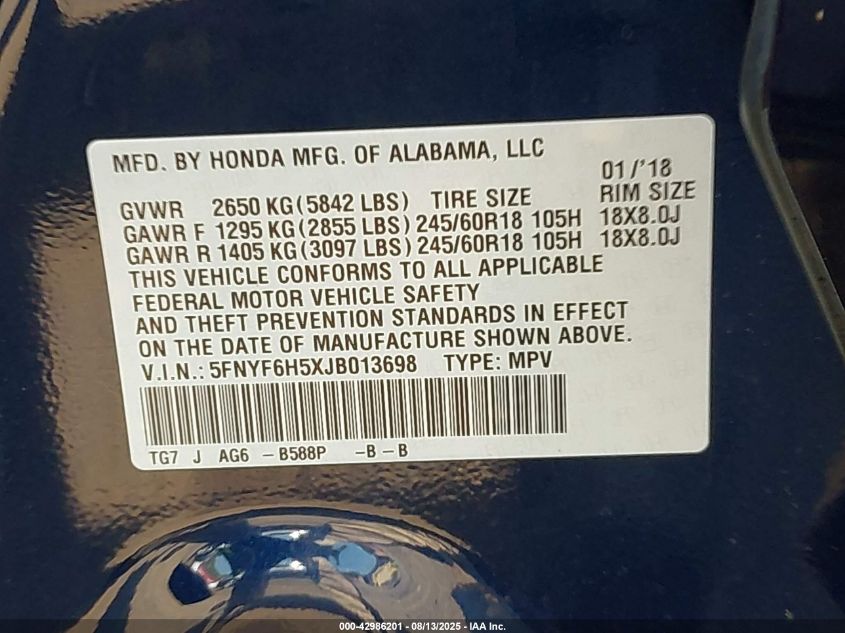 MFD. BY HONDA MFG. OF ALABAMA, LLC
01/'18
GVWR 2650 KG(5842 LBS) TIRE SIZE RIM SIZE
GAWR F 1295 KG(2855 LBS) 245/60R18 105H 18X8.0J
GAWR R 1405 KG(3097 LBS) 245/60R18 105H 18X8.0J
THIS VEHICLE CONFORMS TO ALL APPLICABLE
FEDERAL MOTOR VEHICLE SAFETY
AND THEFT PREVENTION STANDARDS IN EFFECT
ON THE DATE OF MANUFACTURE SHOWN ABOVE.
V.I.N.: 5FNYF6H5XJB013698 TYPE: MPV
TG7 J AG6 -B588P -B-B
000-42986201 - 08/13/2025 - IAA Inc.